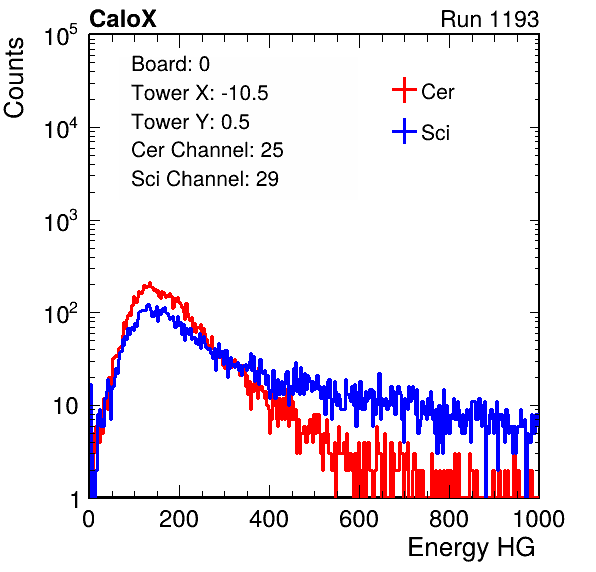 CaloX Run 1193
Counts
10^5
10^4
10^3
10^2
10
1
Board: 0
Tower X: -10.5
Tower Y: 0.5
Cer Channel: 25
Sci Channel: 29
Cer
Sci
0 200 400 600 800 1000
Energy HG